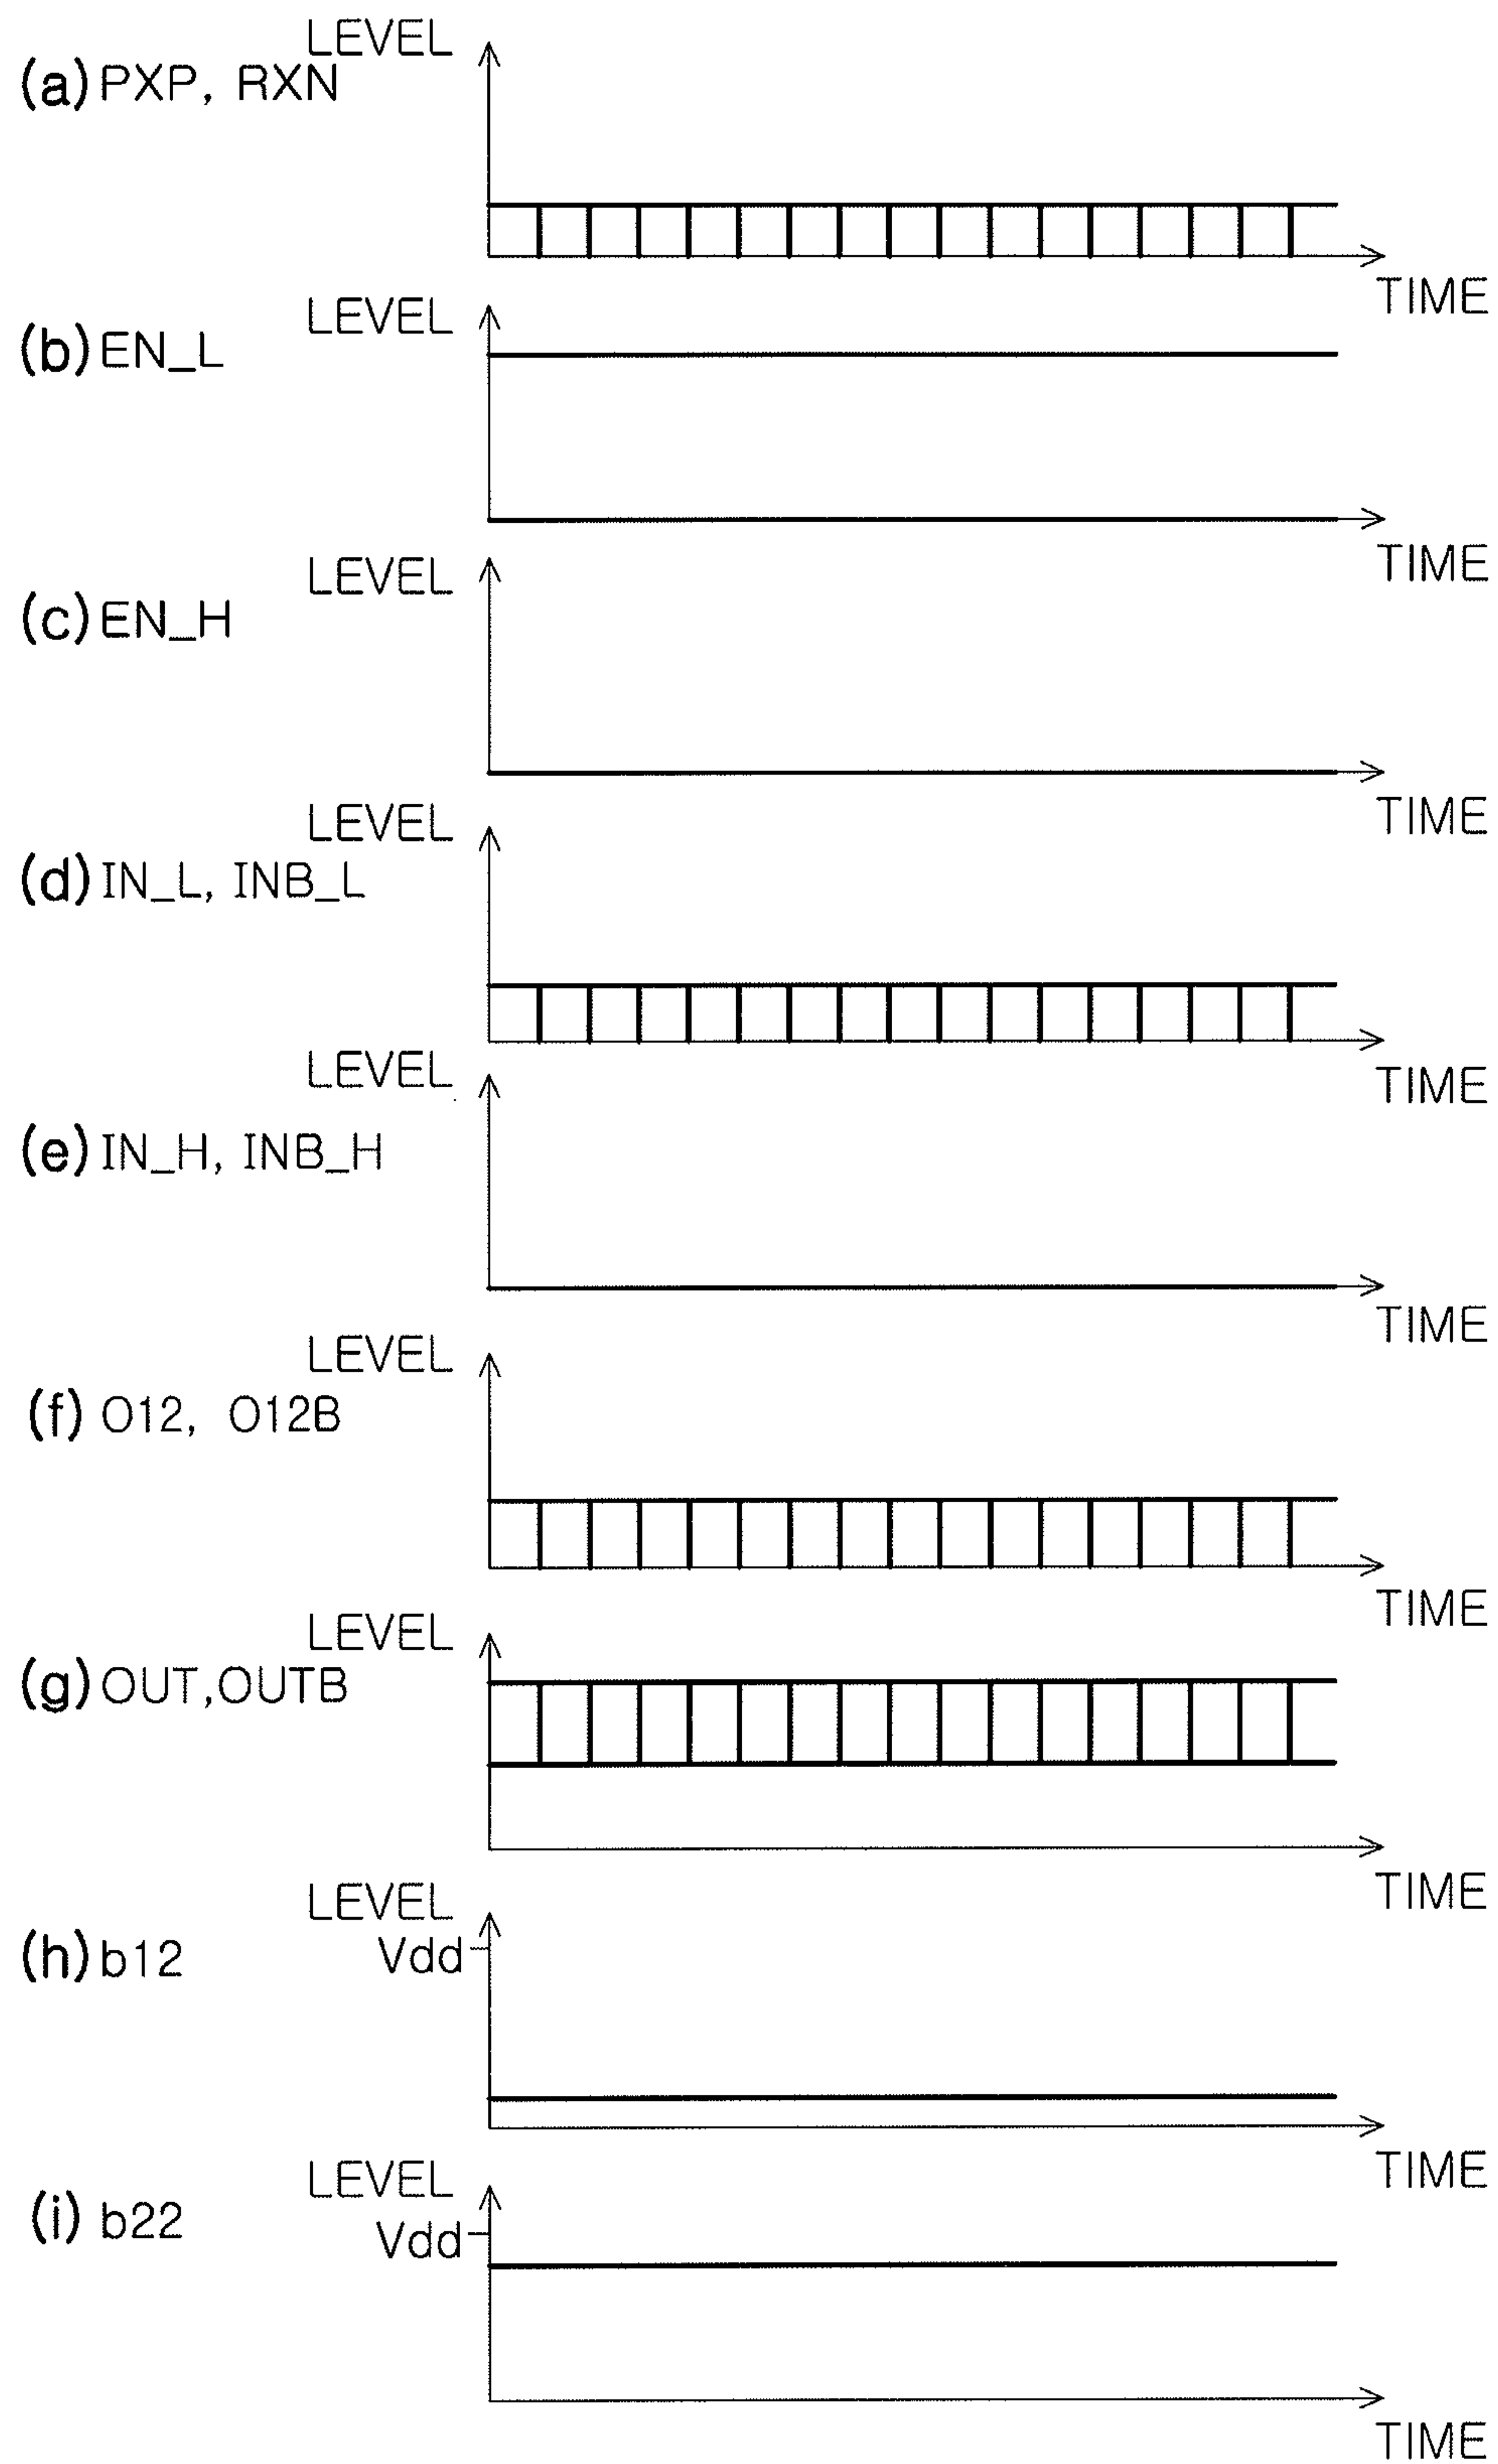 LEVEL
(a) PXP, RXN
TIME
LEVEL
(b) EN_L
TIME
LEVEL
(c) EN_H
TIME
LEVEL
(d) IN_L, INB_L
TIME
LEVEL
(e) IN_H, INB_H
TIME
LEVEL
(f) O12, O12B
TIME
LEVEL
(g) OUT,OUTB
TIME
LEVEL
(h) b12
Vdd
TIME
LEVEL
(i) b22
Vdd
TIME